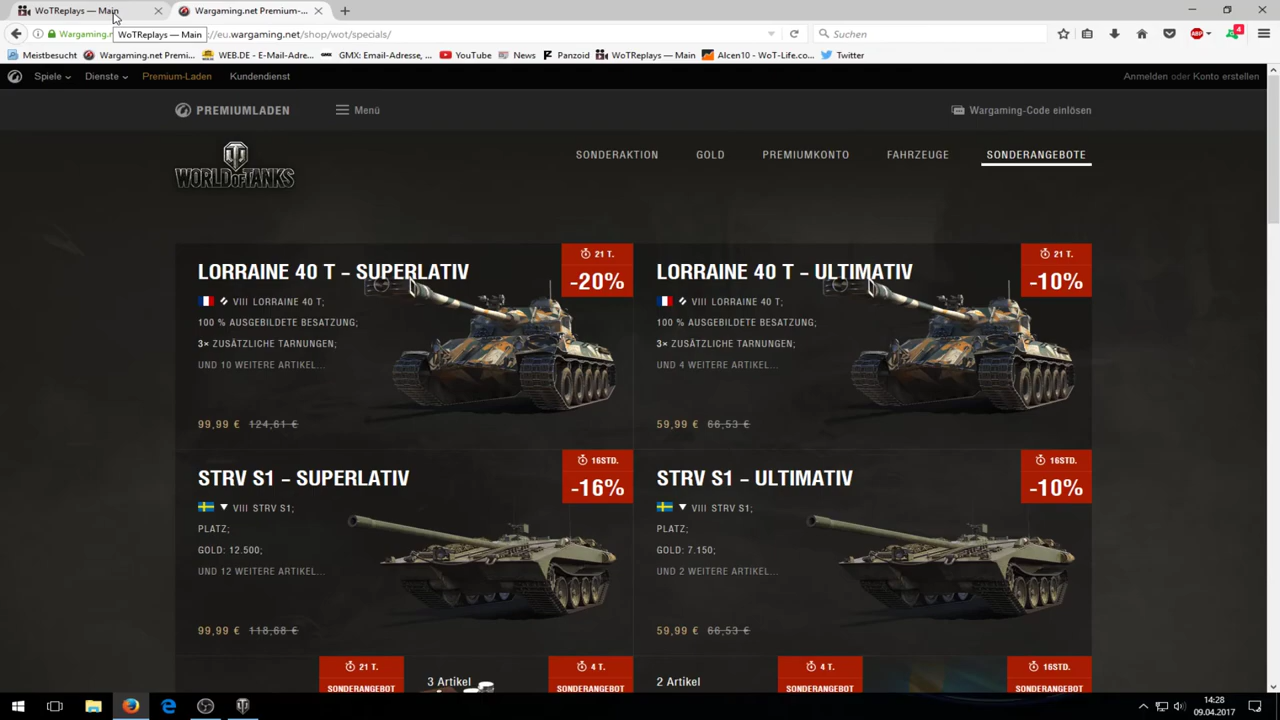 WoTReplays — Main
Wargaming.net Premium-...
Wargaming.n
WoTReplays — Main
//eu.wargaming.net/shop/wot/specials/
Suchen
ABP
4
Meistbesucht
Wargaming.net Premi...
WEB.DE - E-Mail-Adre...
GMX: Email-Adresse, ...
YouTube
News
Panzoid
WoTReplays — Main
Alcen10 - WoT-Life.co...
Twitter
Spiele
Dienste
Premium-Laden
Kundendienst
Anmelden oder Konto erstellen
PREMIUMLADEN
Menü
Wargaming-Code einlösen
WORLD OF TANKS
SONDERAKTION
GOLD
PREMIUMKONTO
FAHRZEUGE
SONDERANGEBOTE
LORRAINE 40 T – SUPERLATIV
21 T.
-20%
VIII LORRAINE 40 T;
100 % AUSGEBILDETE BESATZUNG;
3× ZUSÄTZLICHE TARNUNGEN;
UND 10 WEITERE ARTIKEL...
99,99 € 124,61 €
LORRAINE 40 T – ULTIMATIV
21 T.
-10%
VIII LORRAINE 40 T;
100 % AUSGEBILDETE BESATZUNG;
3× ZUSÄTZLICHE TARNUNGEN;
UND 4 WEITERE ARTIKEL...
59,99 € 66,53 €
STRV S1 – SUPERLATIV
16STD.
-16%
VIII STRV S1;
PLATZ;
GOLD: 12.500;
UND 12 WEITERE ARTIKEL...
99,99 € 118,68 €
STRV S1 – ULTIMATIV
16STD.
-10%
VIII STRV S1;
PLATZ;
GOLD: 7.150;
UND 2 WEITERE ARTIKEL...
59,99 € 66,53 €
21 T.
SONDERANGEBOT
3 Artikel
4 T.
SONDERANGEBOT
2 Artikel
4 T.
SONDERANGEBOT
16STD.
SONDERANGEBOT
14:28
09.04.2017